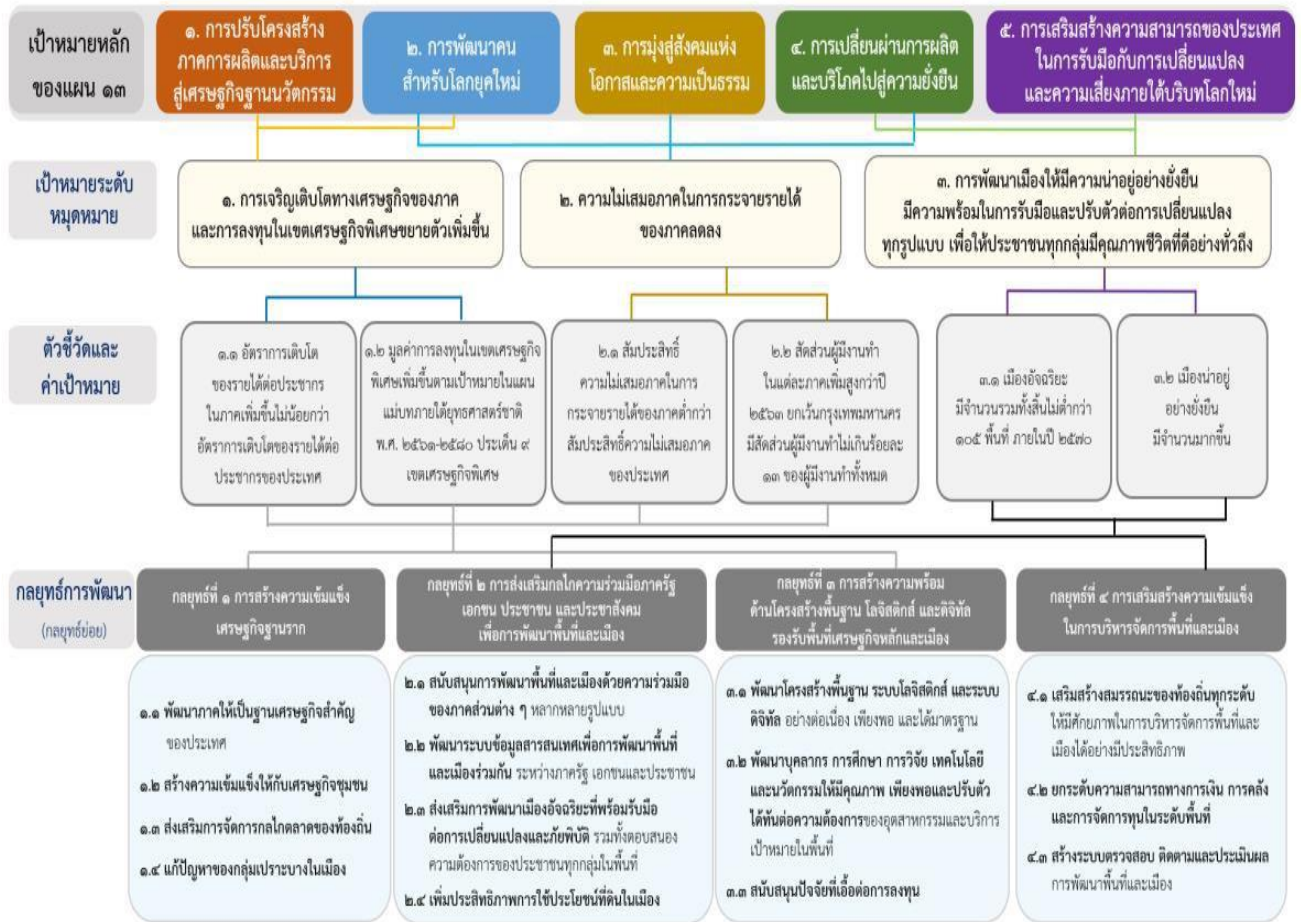 เป้าหมายหลัก
ของแผน ๑๓
๑. การปรับโครงสร้าง
ภาคการผลิตและบริการ
สู่เศรษฐกิจฐานนวัตกรรม
๒. การพัฒนาคน
สำหรับโลกยุคใหม่
๓. การมุ่งสู่สังคมแห่ง
โอกาสและความเป็นธรรม
๔. การเปลี่ยนผ่านการผลิต
และบริโภคไปสู่ความยั่งยืน
๕. การเสริมสร้างความสามารถของประเทศ
ในการรับมือกับการเปลี่ยนแปลง
และความเสี่ยงภายใต้บริบทโลกใหม่
เป้าหมายระดับ
หมุดหมาย
๑. การเจริญเติบโตทางเศรษฐกิจของภาค
และการลงทุนในเขตเศรษฐกิจพิเศษขยายตัวเพิ่มขึ้น
๒. ความไม่เสมอภาคในการกระจายรายได้
ของภาคลดลง
๓. การพัฒนาเมืองให้มีความน่าอยู่อย่างยั่งยืน
มีความพร้อมในการรับมือและปรับตัวต่อการเปลี่ยนแปลง
ทุกรูปแบบ เพื่อให้ประชาชนทุกกลุ่มมีคุณภาพชีวิตที่ดีอย่างทั่วถึง
ตัวชี้วัดและ
ค่าเป้าหมาย
๑.๑ อัตราการเติบโต
ของรายได้ต่อประชากร
ในภาคเพิ่มขึ้นไม่น้อยกว่า
อัตราการเติบโตของรายได้ต่อ
ประชากรของประเทศ
๑.๒ มูลค่าการลงทุนในเขตเศรษฐกิจ
พิเศษเพิ่มขึ้นตามเป้าหมายในแผน
แม่บทภายใต้ยุทธศาสตร์ชาติ
พ.ศ. ๒๕๖๑-๒๕๘๐ ประเด็น ๙
เขตเศรษฐกิจพิเศษ
๒.๑ สัมประสิทธิ์
ความไม่เสมอภาคในการ
กระจายรายได้ของภาคต่ำกว่า
สัมประสิทธิ์ความไม่เสมอภาค
ของประเทศ
๒.๒ สัดส่วนผู้มีงานทำ
ในแต่ละภาคเพิ่มสูงกว่าปี
๒๕๖๓ ยกเว้นกรุงเทพมหานคร
มีสัดส่วนผู้มีงานทำไม่เกินร้อยละ
๑๓ ของผู้มีงานทำทั้งหมด
๓.๑ เมืองอัจฉริยะ
มีจำนวนรวมทั้งสิ้นไม่ต่ำกว่า
๑๐๕ พื้นที่ ภายในปี ๒๕๗๐
๓.๒ เมืองน่าอยู่
อย่างยั่งยืน
มีจำนวนมากขึ้น
กลยุทธ์การพัฒนา
(กลยุทธ์ย่อย)
กลยุทธ์ที่ ๑ การสร้างความเข้มแข็ง
เศรษฐกิจฐานราก
กลยุทธ์ที่ ๒ การส่งเสริมกลไกความร่วมมือภาครัฐ
เอกชน ประชาชน และประชาสังคม
เพื่อการพัฒนาพื้นที่และเมือง
กลยุทธ์ที่ ๓ การสร้างความพร้อม
ด้านโครงสร้างพื้นฐาน โลจิสติกส์ และดิจิทัล
รองรับพื้นที่เศรษฐกิจหลักและเมือง
กลยุทธ์ที่ ๔ การเสริมสร้างความเข้มแข็ง
ในการบริหารจัดการพื้นที่และเมือง
๑.๑ พัฒนาภาคให้เป็นฐานเศรษฐกิจสำคัญ
ของประเทศ
๑.๒ สร้างความเข้มแข็งให้กับเศรษฐกิจชุมชน
๑.๓ ส่งเสริมการจัดการกลไกตลาดของท้องถิ่น
๑.๔ แก้ปัญหาของกลุ่มเปราะบางในเมือง
๒.๑ สนับสนุนการพัฒนาพื้นที่และเมืองด้วยความร่วมมือ
ของภาคส่วนต่าง ๆ หลากหลายรูปแบบ
๒.๒ พัฒนาระบบข้อมูลสารสนเทศเพื่อการพัฒนาพื้นที่
และเมืองร่วมกัน ระหว่างภาครัฐ เอกชนและประชาชน
๒.๓ ส่งเสริมการพัฒนาเมืองอัจฉริยะที่พร้อมรับมือ
ต่อการเปลี่ยนแปลงและภัยพิบัติ รวมทั้งตอบสนอง
ความต้องการของประชาชนทุกกลุ่มในพื้นที่
๒.๔ เพิ่มประสิทธิภาพการใช้ประโยชน์ที่ดินในเมือง
๓.๑ พัฒนาโครงสร้างพื้นฐาน ระบบโลจิสติกส์ และระบบ
ดิจิทัล อย่างต่อเนื่อง เพียงพอ และได้มาตรฐาน
๓.๒ พัฒนาบุคลากร การศึกษา การวิจัย เทคโนโลยี
และนวัตกรรมให้มีคุณภาพ เพียงพอและปรับตัว
ได้ทันต่อความต้องการของอุตสาหกรรมและบริการ
เป้าหมายในพื้นที่
๓.๓ สนับสนุนปัจจัยที่เอื้อต่อการลงทุน
๔.๑ เสริมสร้างสมรรถนะของท้องถิ่นทุกระดับ
ให้มีศักยภาพในการบริหารจัดการพื้นที่และ
เมืองได้อย่างมีประสิทธิภาพ
๔.๒ ยกระดับความสามารถทางการเงิน การคลัง
และการจัดการทุนในระดับพื้นที่
๔.๓ สร้างระบบตรวจสอบ ติดตามและประเมินผล
การพัฒนาพื้นที่และเมือง